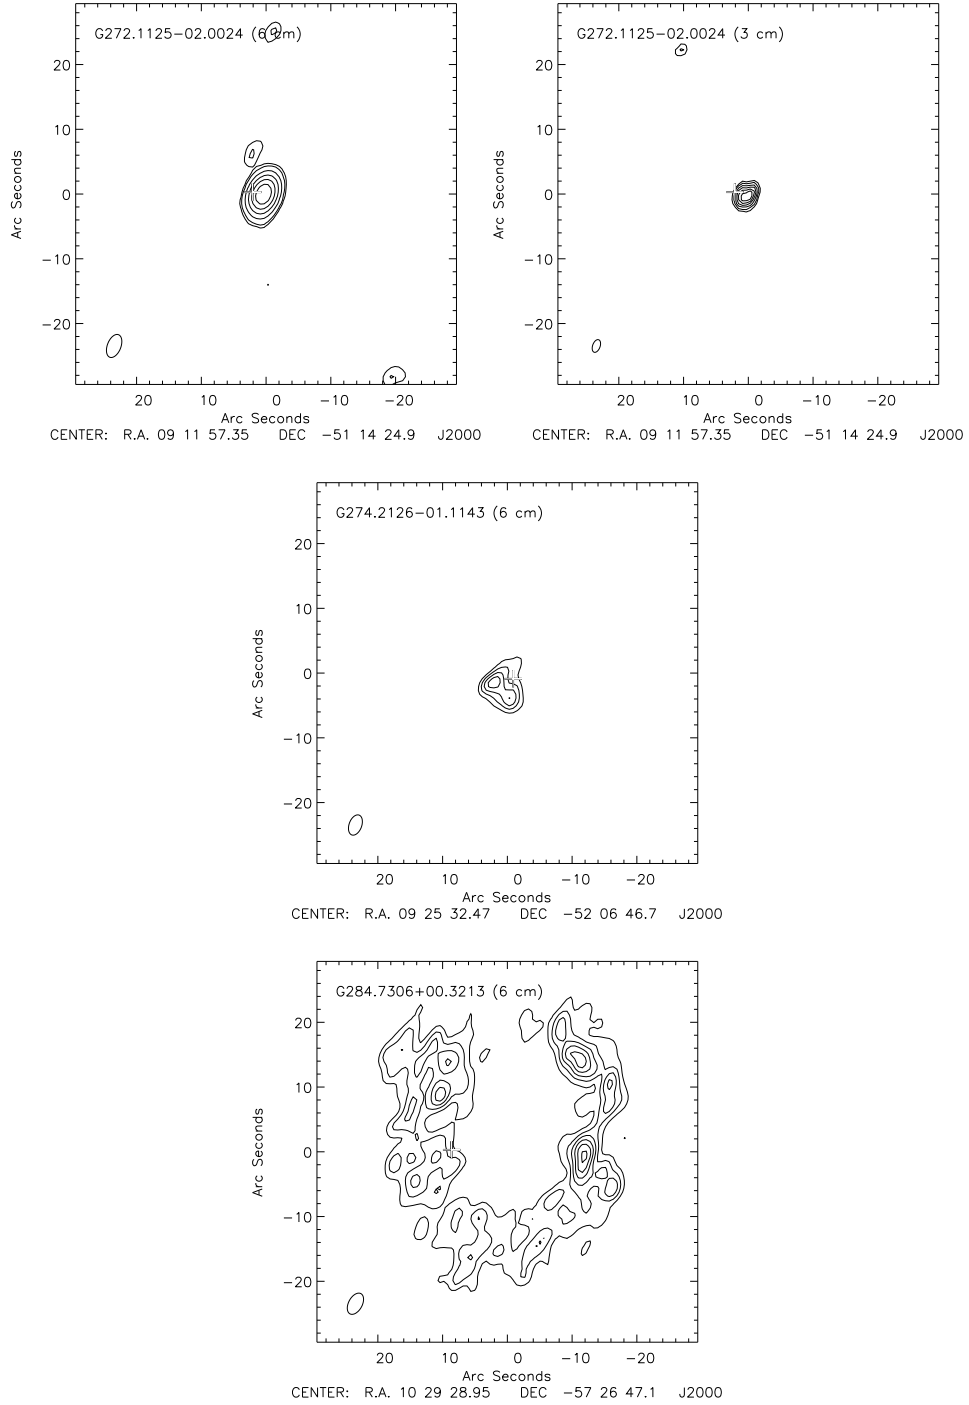 G272.1125−02.0024 (6 cm)
20
10
0
−10
−20
Arc Seconds
20 10 0 −10 −20
Arc Seconds
CENTER: R.A. 09 11 57.35 DEC −51 14 24.9 J2000
G272.1125−02.0024 (3 cm)
20
10
0
−10
−20
Arc Seconds
20 10 0 −10 −20
Arc Seconds
CENTER: R.A. 09 11 57.35 DEC −51 14 24.9 J2000
G274.2126−01.1143 (6 cm)
20
10
0
−10
−20
Arc Seconds
20 10 0 −10 −20
Arc Seconds
CENTER: R.A. 09 25 32.47 DEC −52 06 46.7 J2000
G284.7306+00.3213 (6 cm)
20
10
0
−10
−20
Arc Seconds
20 10 0 −10 −20
Arc Seconds
CENTER: R.A. 10 29 28.95 DEC −57 26 47.1 J2000